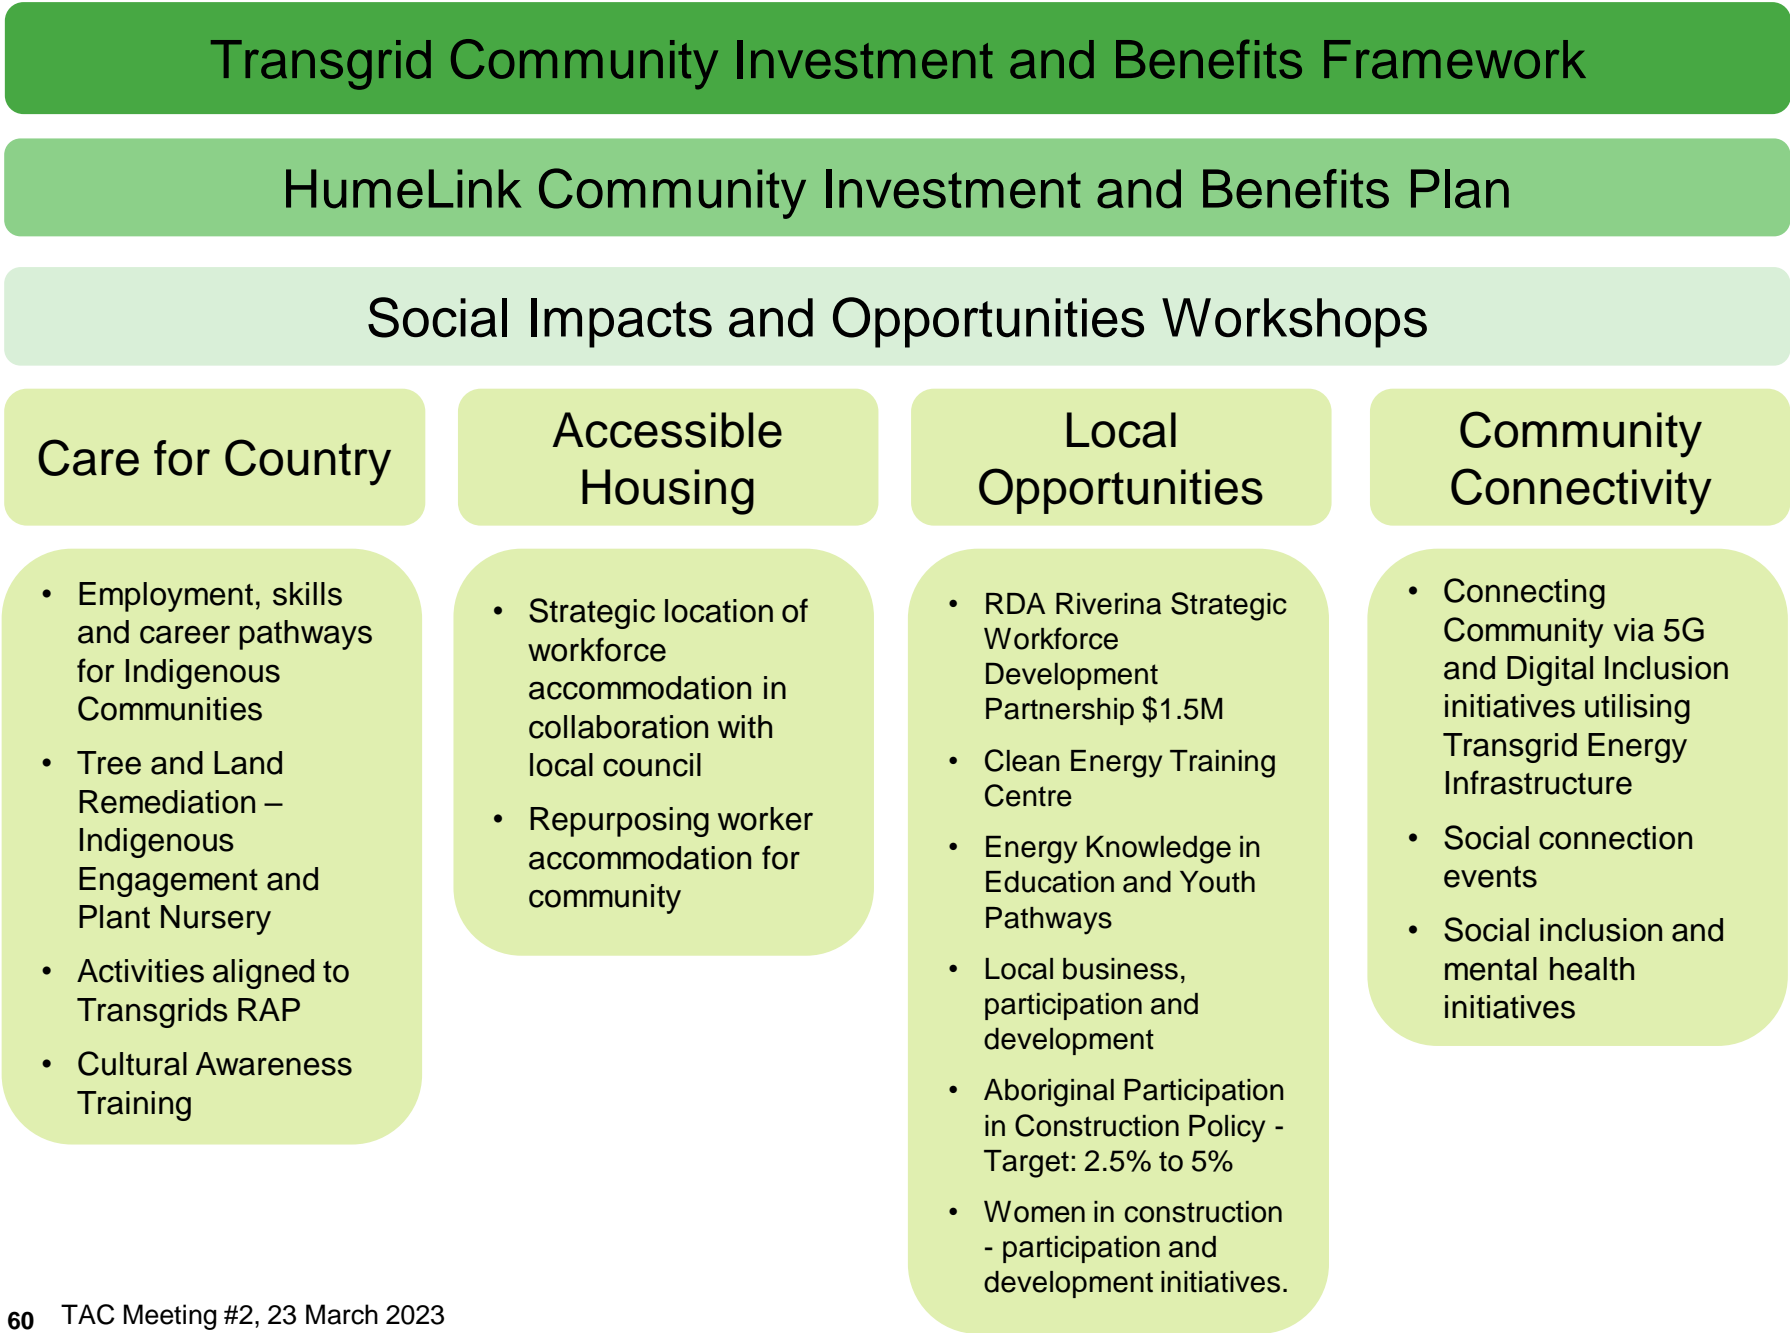 Transgrid Community Investment and Benefits Framework
HumeLink Community Investment and Benefits Plan
Social Impacts and Opportunities Workshops
Care for Country
• Employment, skills
and career pathways
for Indigenous
Communities
• Tree and Land
Remediation –
Indigenous
Engagement and
Plant Nursery
• Activities aligned to
Transgrids RAP
• Cultural Awareness
Training
Accessible
Housing
• Strategic location of
workforce
accommodation in
collaboration with
local council
• Repurposing worker
accommodation for
community
Local
Opportunities
• RDA Riverina Strategic
Workforce
Development
Partnership $1.5M
• Clean Energy Training
Centre
• Energy Knowledge in
Education and Youth
Pathways
• Local business,
participation and
development
• Aboriginal Participation
in Construction Policy -
Target: 2.5% to 5%
• Women in construction
- participation and
development initiatives.
Community
Connectivity
• Connecting
Community via 5G
and Digital Inclusion
initiatives utilising
Transgrid Energy
Infrastructure
• Social connection
events
• Social inclusion and
mental health
initiatives
60 TAC Meeting #2, 23 March 2023